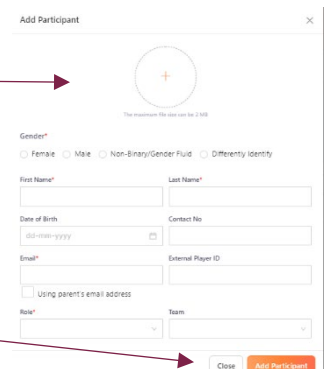 Add Participant
The maximum file size can be 2 MB
Gender*
Female Male Non-Binary/Gender Fluid Differently Identify
First Name* Last Name*
Date of Birth Contact No
dd-mm-yyyy
Email* External Player ID
Using parent's email address
Role* Team
Close Add Participant